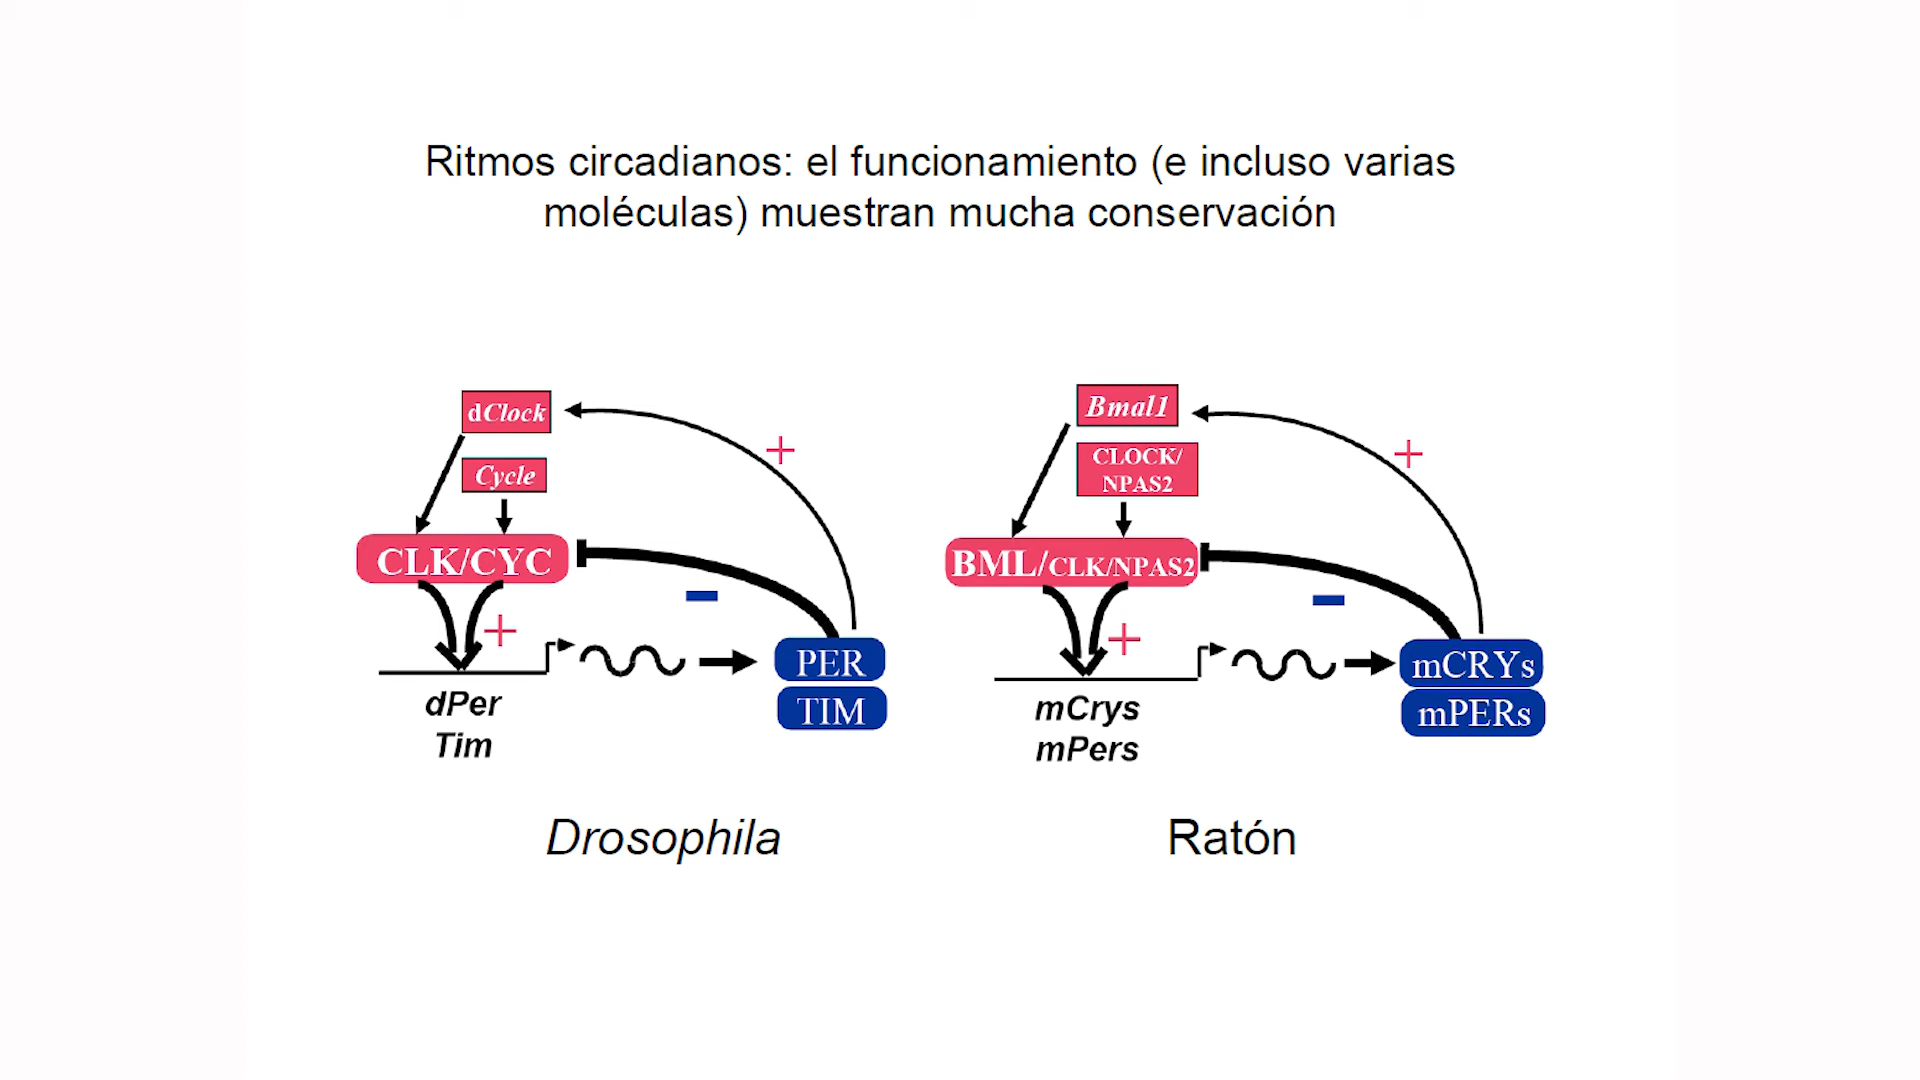 Ritmos circadianos: el funcionamiento (e incluso varias
moléculas) muestran mucha conservación
dClock
Cycle
CLK/CYC
+
+
-
PER
TIM
dPer
Tim
Drosophila
Bmal1
CLOCK/
NPAS2
BML/CLK/NPAS2
+
+
-
mCRYs
mPERs
mCrys
mPers
Ratón